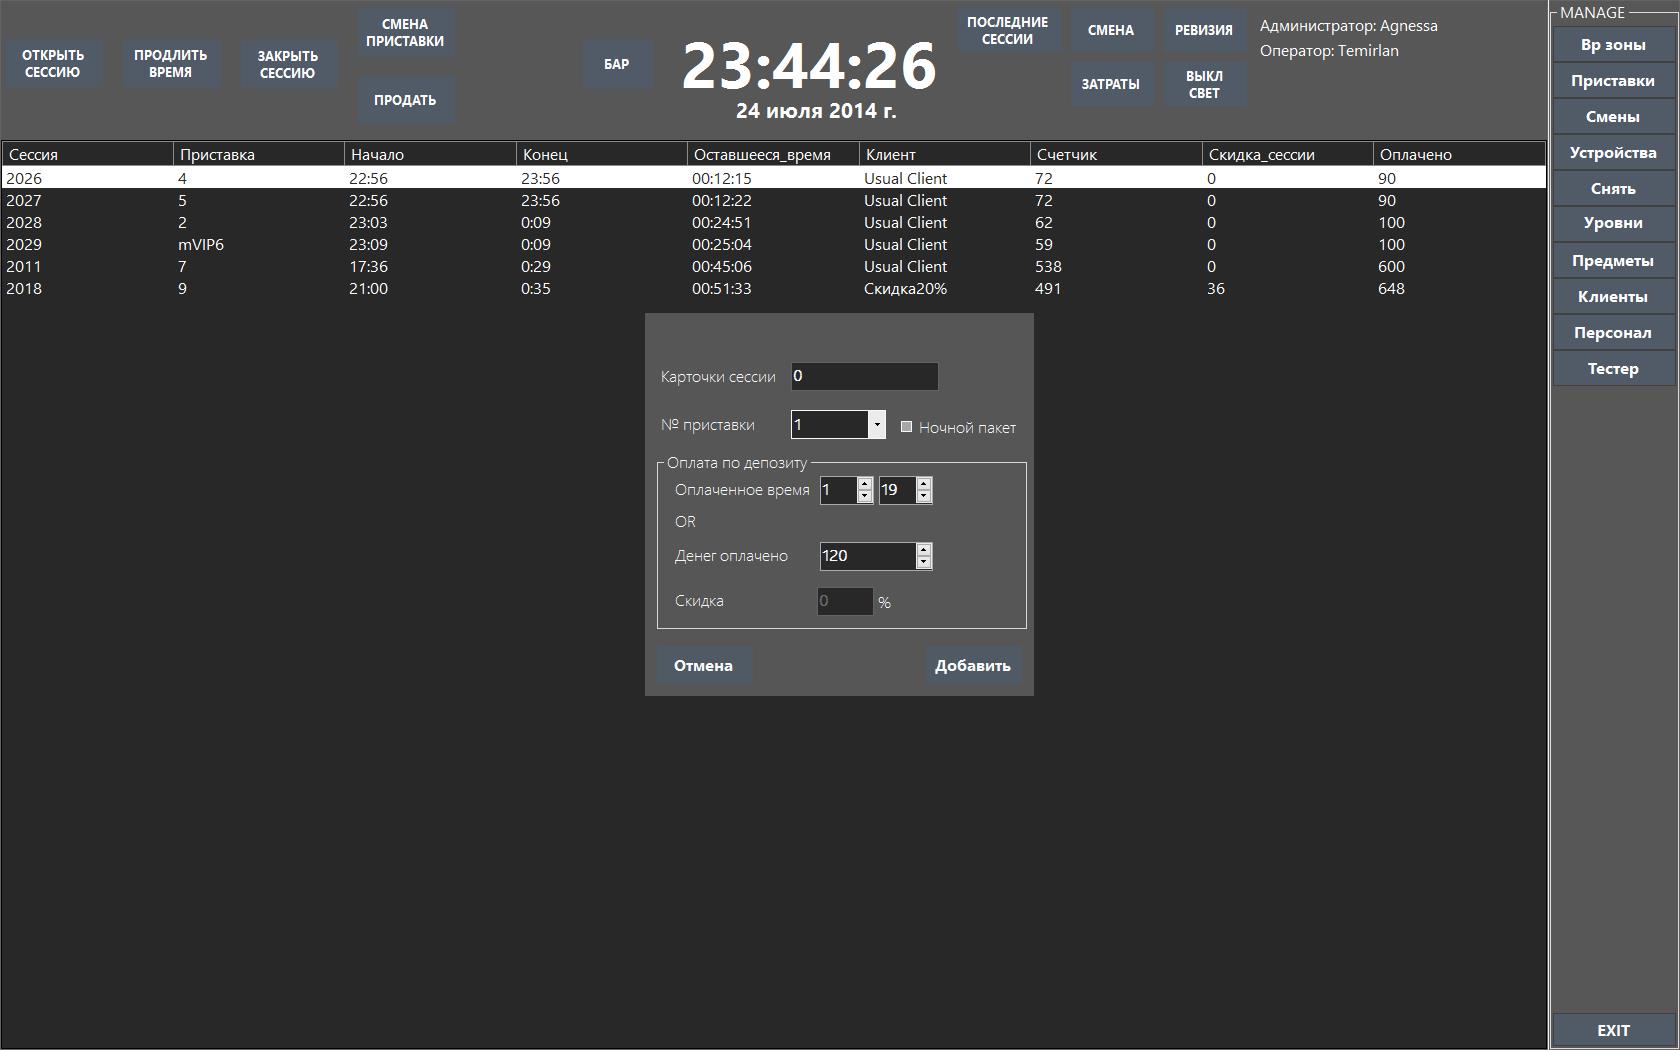 ОТКРЫТЬ
СЕССИЮ
ПРОДЛИТЬ
ВРЕМЯ
ЗАКРЫТЬ
СЕССИЮ
СМЕНА
ПРИСТАВКИ
ПРОДАТЬ
БАР
23:44:26
24 июля 2014 г.
ПОСЛЕДНИЕ
СЕССИИ
СМЕНА
РЕВИЗИЯ
ЗАТРАТЫ
ВЫКЛ
СВЕТ
Администратор: Agnessa
Оператор: Temirlan
Сессия Приставка Начало Конец Оставшееся_время Клиент Счетчик Скидка_сессии Оплачено
2026 4 22:56 23:56 00:12:15 Usual Client 72 0 90
2027 5 22:56 23:56 00:12:22 Usual Client 72 0 90
2028 2 23:03 0:09 00:24:51 Usual Client 62 0 100
2029 mVIP6 23:09 0:09 00:25:04 Usual Client 59 0 100
2011 7 17:36 0:29 00:45:06 Usual Client 538 0 600
2018 9 21:00 0:35 00:51:33 Скидка20% 491 36 648
Карточки сессии 0
№ приставки 1 Ночной пакет
Оплата по депозиту
Оплаченное время 1 19
OR
Денег оплачено 120
Скидка 0 %
Отмена Добавить
MANAGE
Вр зоны
Приставки
Смены
Устройства
Снять
Уровни
Предметы
Клиенты
Персонал
Тестер
EXIT